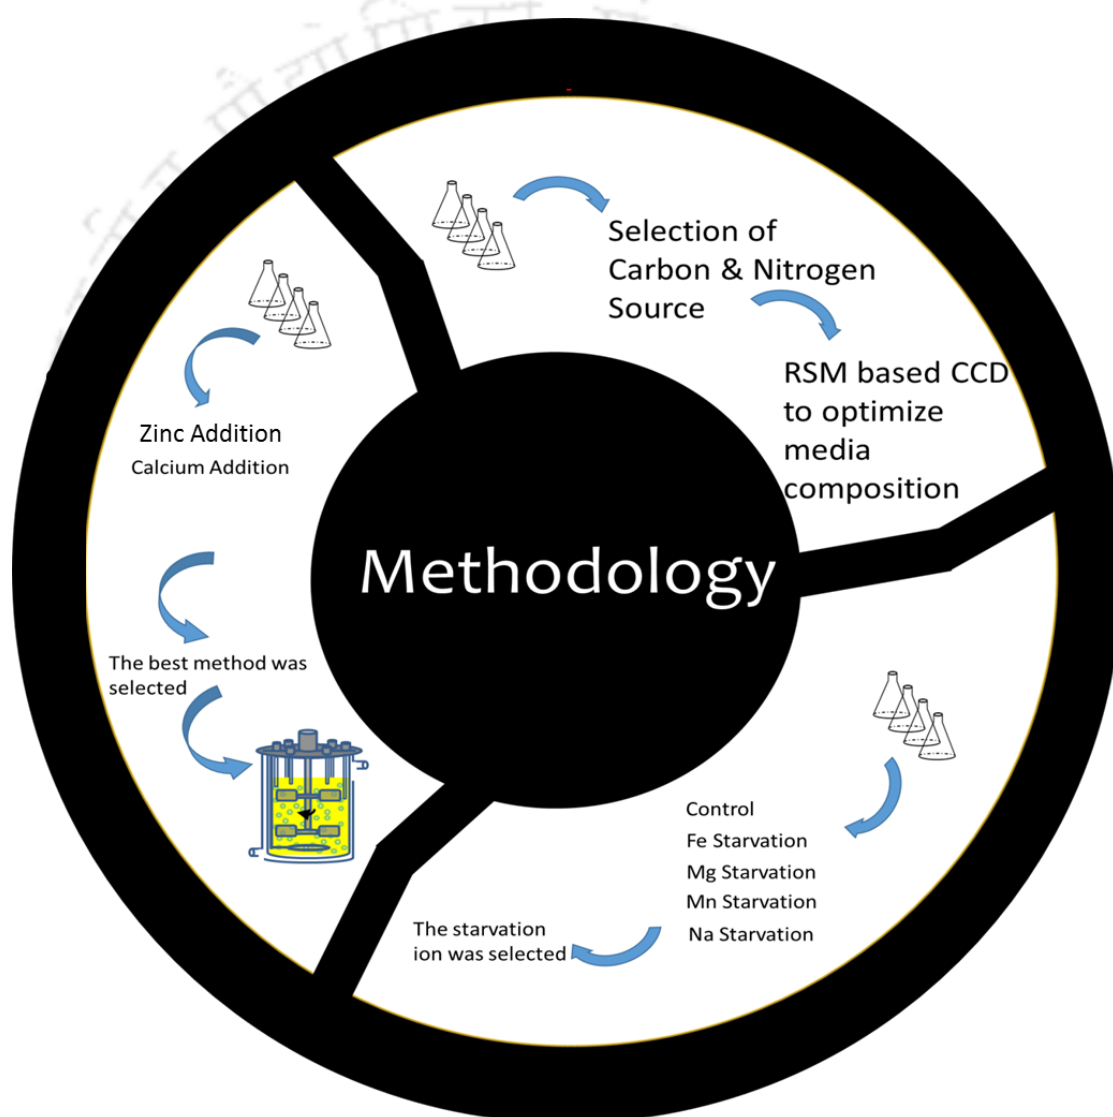 Selection of
Carbon & Nitrogen
Source
RSM based CCD
to optimize
media
composition
Methodology
Control
Fe Starvation
Mg Starvation
Mn Starvation
Na Starvation
The starvation
ion was selected
Zinc Addition
Calcium Addition
The best method was
selected